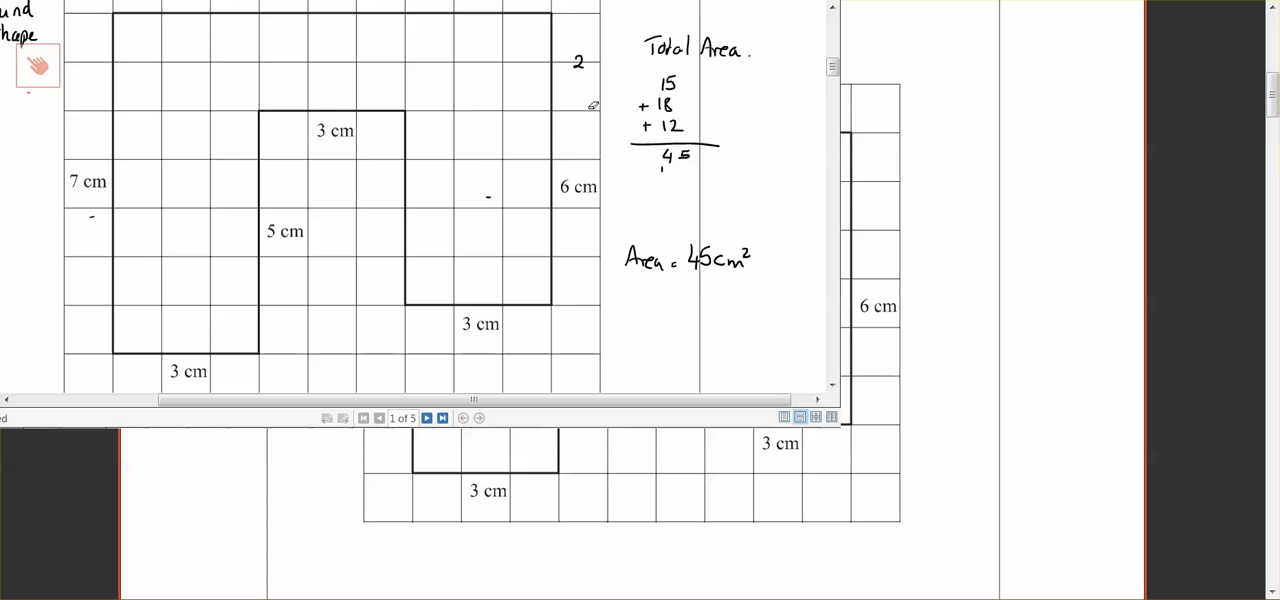 und
hape
2
Total Area.
15
+ 18
+ 12
45
3 cm
7 cm
6 cm
5 cm
Area = 45cm²
3 cm
3 cm
6 cm
ed
1 of 5
3 cm
3 cm